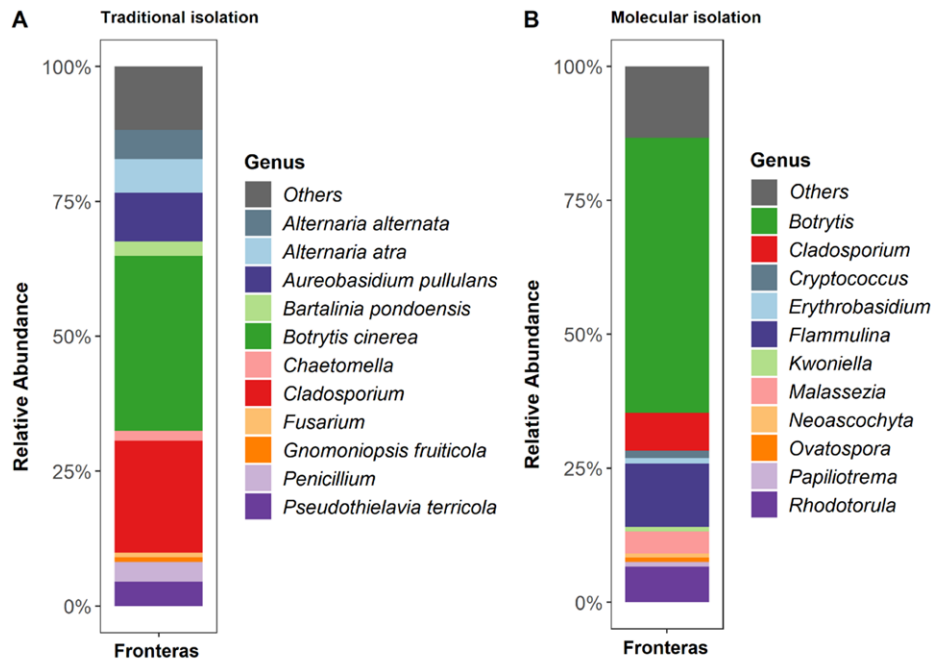 A Traditional isolation
100%
75%
50%
25%
0%
Relative Abundance
Fronteras
Genus
Others
Alternaria alternata
Alternaria atra
Aureobasidium pullulans
Bartalinia pondoensis
Botrytis cinerea
Chaetomella
Cladosporium
Fusarium
Gnomoniopsis fruiticola
Penicillium
Pseudothielavia terricola
B Molecular isolation
100%
75%
50%
25%
0%
Relative Abundance
Fronteras
Genus
Others
Botrytis
Cladosporium
Cryptococcus
Erythrobasidium
Flammulina
Kwoniella
Malassezia
Neoascochyta
Ovatospora
Papiliotrema
Rhodotorula